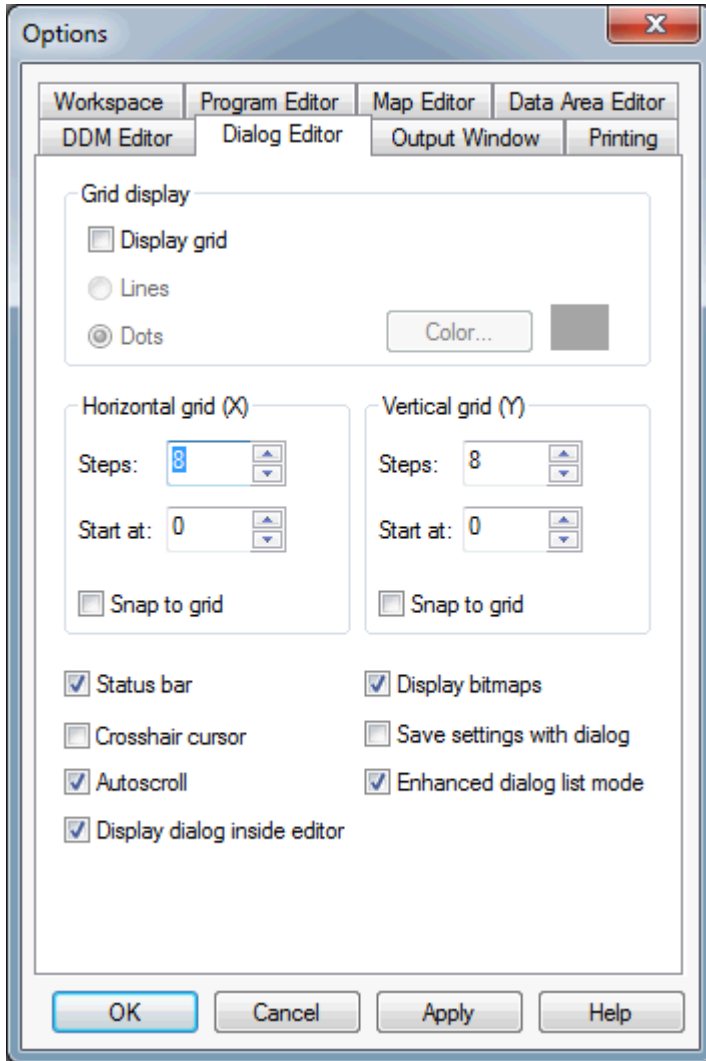 Options
Workspace Program Editor Map Editor Data Area Editor
DDM Editor Dialog Editor Output Window Printing
Grid display
Display grid
Lines
Dots Color...
Horizontal grid (X) Vertical grid (Y)
Steps: 8 Steps: 8
Start at: 0 Start at: 0
Snap to grid Snap to grid
Status bar Display bitmaps
Crosshair cursor Save settings with dialog
Autoscroll Enhanced dialog list mode
Display dialog inside editor
OK Cancel Apply Help